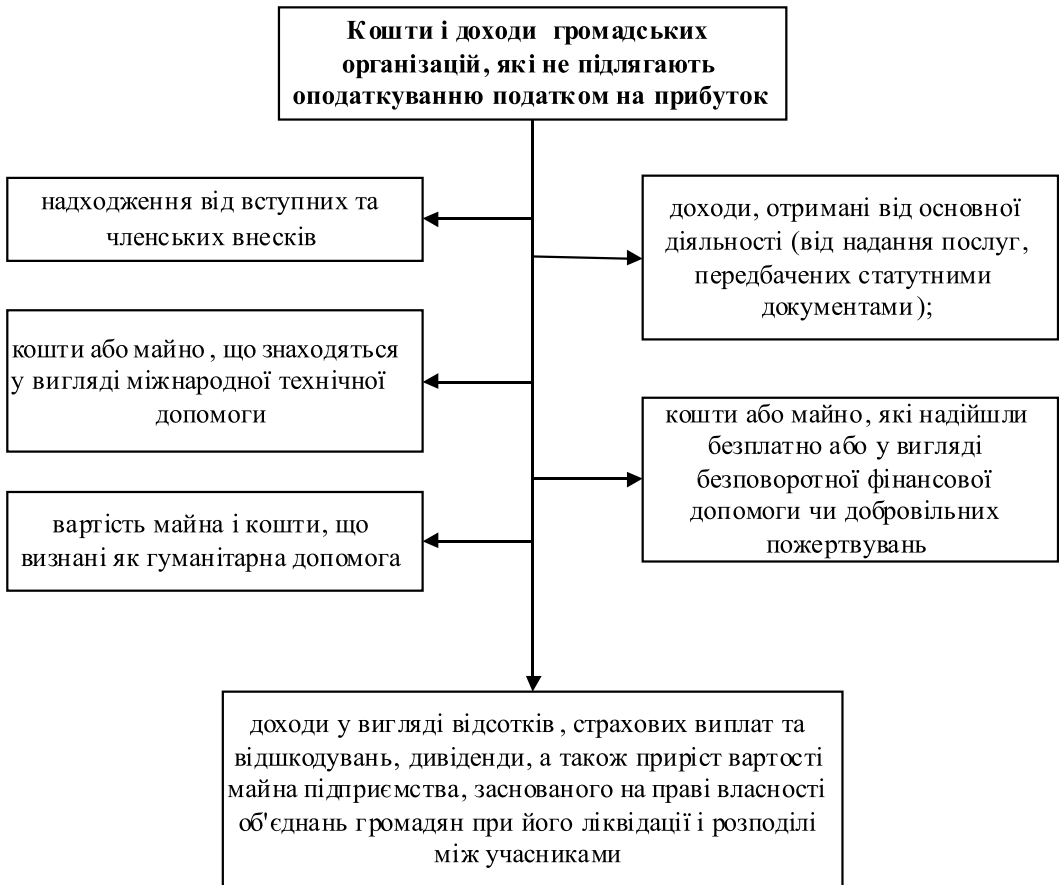 Кошти і доходи громадських
організацій, які не підлягають
оподаткуванню податком на прибуток
надходження від вступних та
членських внесків
доходи, отримані від основної
діяльності (від надання послуг,
передбачених статутними
документами);
кошти або майно, що знаходяться
у вигляді міжнародної технічної
допомоги
кошти або майно, які надійшли
безплатно або у вигляді
безповоротної фінансової
допомоги чи добровільних
пожертвувань
вартість майна і кошти, що
визнані як гуманітарна допомога
доходи у вигляді відсотків, страхових виплат та
відшкодувань, дивіденди, а також приріст вартості
майна підприємства, заснованого на праві власності
об'єднань громадян при його ліквідації і розподілі
між учасниками